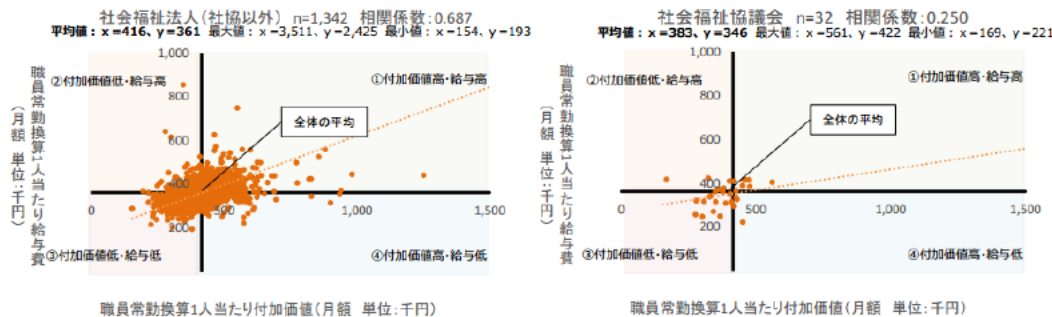 社会福祉法人(社協以外) n=1,342 相関係数:0.687
平均値:x=416、y=361 最大値:x=3,511、y=2,425 最小値:x=154、y=193
職員常勤換算1人当たり給与費
(月額 単位:千円)
1,000
800
600
400
200
0
500
1,000
1,500
②付加価値低・給与高
①付加価値高・給与高
全体の平均
③付加価値低・給与低
④付加価値高・給与低
職員常勤換算1人当たり付加価値(月額 単位:千円)
社会福祉協議会 n=32 相関係数:0.250
平均値:x=383、y=346 最大値:x=561、y=422 最小値:x=169、y=221
職員常勤換算1人当たり給与費
(月額 単位:千円)
1,000
800
600
400
200
0
500
1,000
1,500
②付加価値低・給与高
①付加価値高・給与高
全体の平均
③付加価値低・給与低
④付加価値高・給与低
職員常勤換算1人当たり付加価値(月額 単位:千円)